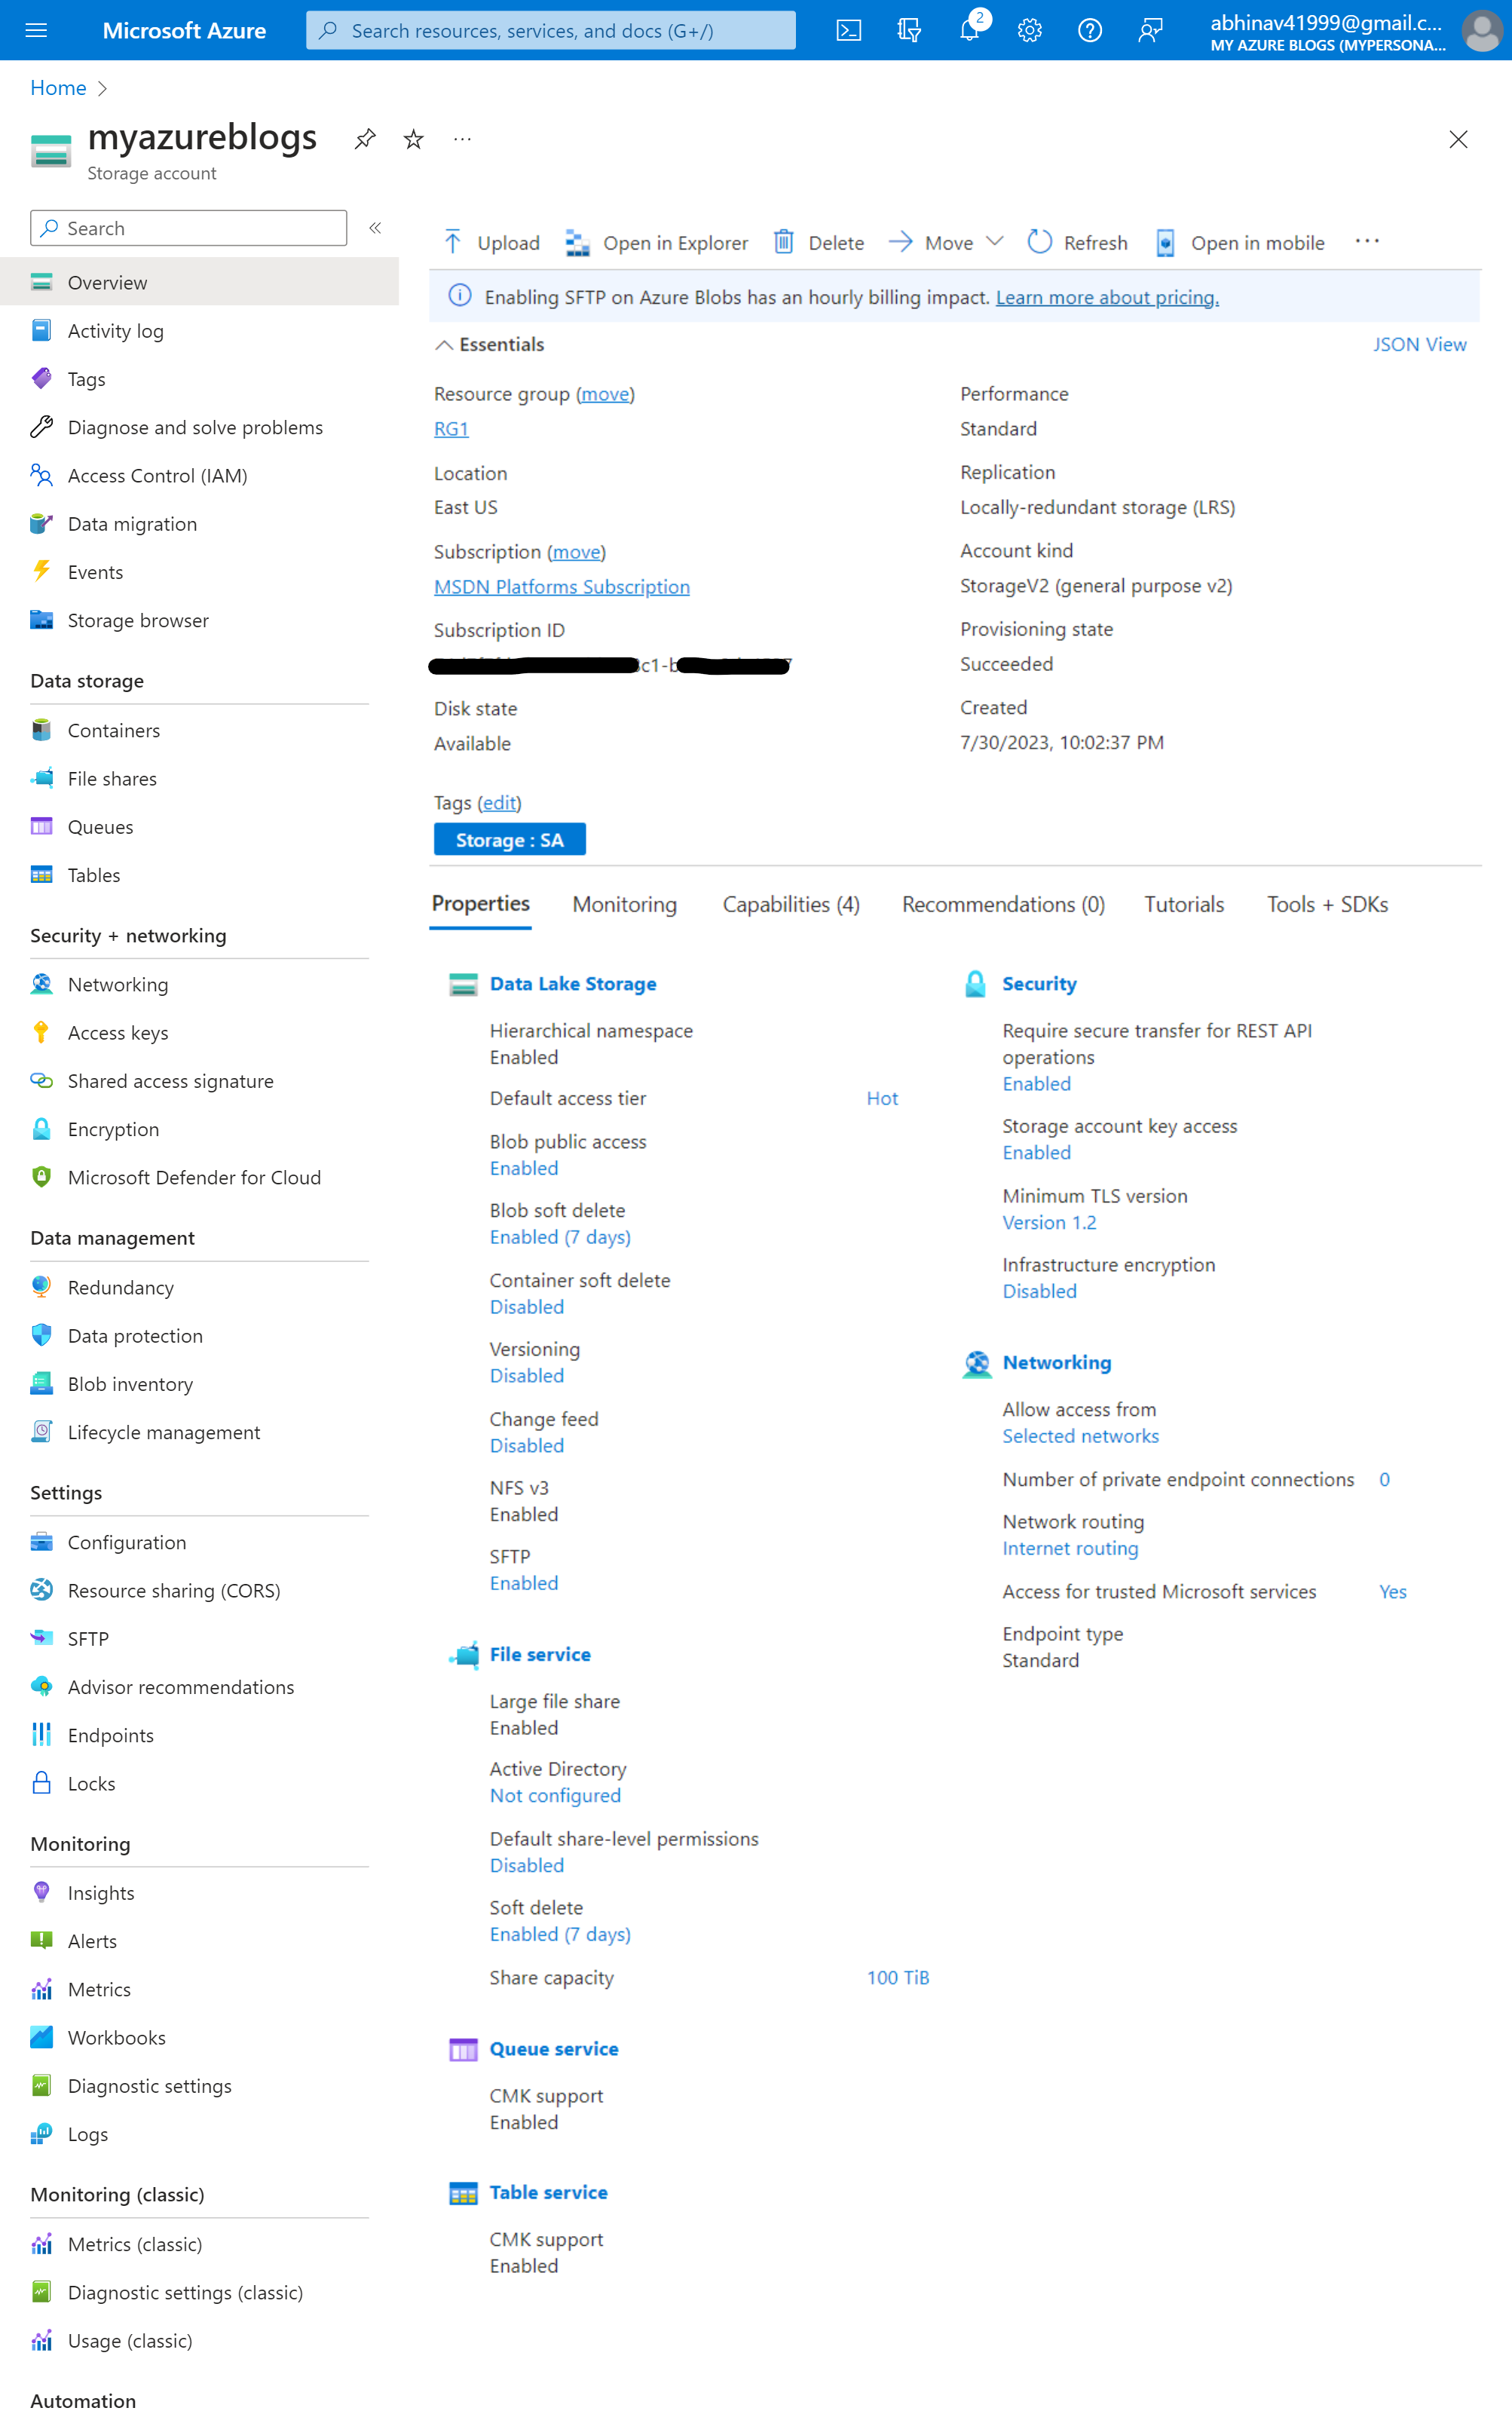 Microsoft Azure
Search resources, services, and docs (G+/)
2
abhinav41999@gmail.c...
MY AZURE BLOGS (MYPERSONA...
Home
myazureblogs
Storage account
Search
Overview
Activity log
Tags
Diagnose and solve problems
Access Control (IAM)
Data migration
Events
Storage browser
Data storage
Containers
File shares
Queues
Tables
Security + networking
Networking
Access keys
Shared access signature
Encryption
Microsoft Defender for Cloud
Data management
Redundancy
Data protection
Blob inventory
Lifecycle management
Settings
Configuration
Resource sharing (CORS)
SFTP
Advisor recommendations
Endpoints
Locks
Monitoring
Insights
Alerts
Metrics
Workbooks
Diagnostic settings
Logs
Monitoring (classic)
Metrics (classic)
Diagnostic settings (classic)
Usage (classic)
Automation
Upload Open in Explorer Delete Move Refresh Open in mobile ...
Enabling SFTP on Azure Blobs has an hourly billing impact. Learn more about pricing.
Essentials
JSON View
Resource group (move)
RG1
Location
East US
Subscription (move)
MSDN Platforms Subscription
Subscription ID
c1-b
Disk state
Available
Performance
Standard
Replication
Locally-redundant storage (LRS)
Account kind
StorageV2 (general purpose v2)
Provisioning state
Succeeded
Created
7/30/2023, 10:02:37 PM
Tags (edit)
Storage : SA
Properties Monitoring Capabilities (4) Recommendations (0) Tutorials Tools + SDKs
Data Lake Storage
Hierarchical namespace
Enabled
Default access tier Hot
Blob public access
Enabled
Blob soft delete
Enabled (7 days)
Container soft delete
Disabled
Versioning
Disabled
Change feed
Disabled
NFS v3
Enabled
SFTP
Enabled
File service
Large file share
Enabled
Active Directory
Not configured
Default share-level permissions
Disabled
Soft delete
Enabled (7 days)
Share capacity 100 TiB
Queue service
CMK support
Enabled
Table service
CMK support
Enabled
Security
Require secure transfer for REST API
operations
Enabled
Storage account key access
Enabled
Minimum TLS version
Version 1.2
Infrastructure encryption
Disabled
Networking
Allow access from
Selected networks
Number of private endpoint connections 0
Network routing
Internet routing
Access for trusted Microsoft services Yes
Endpoint type
Standard